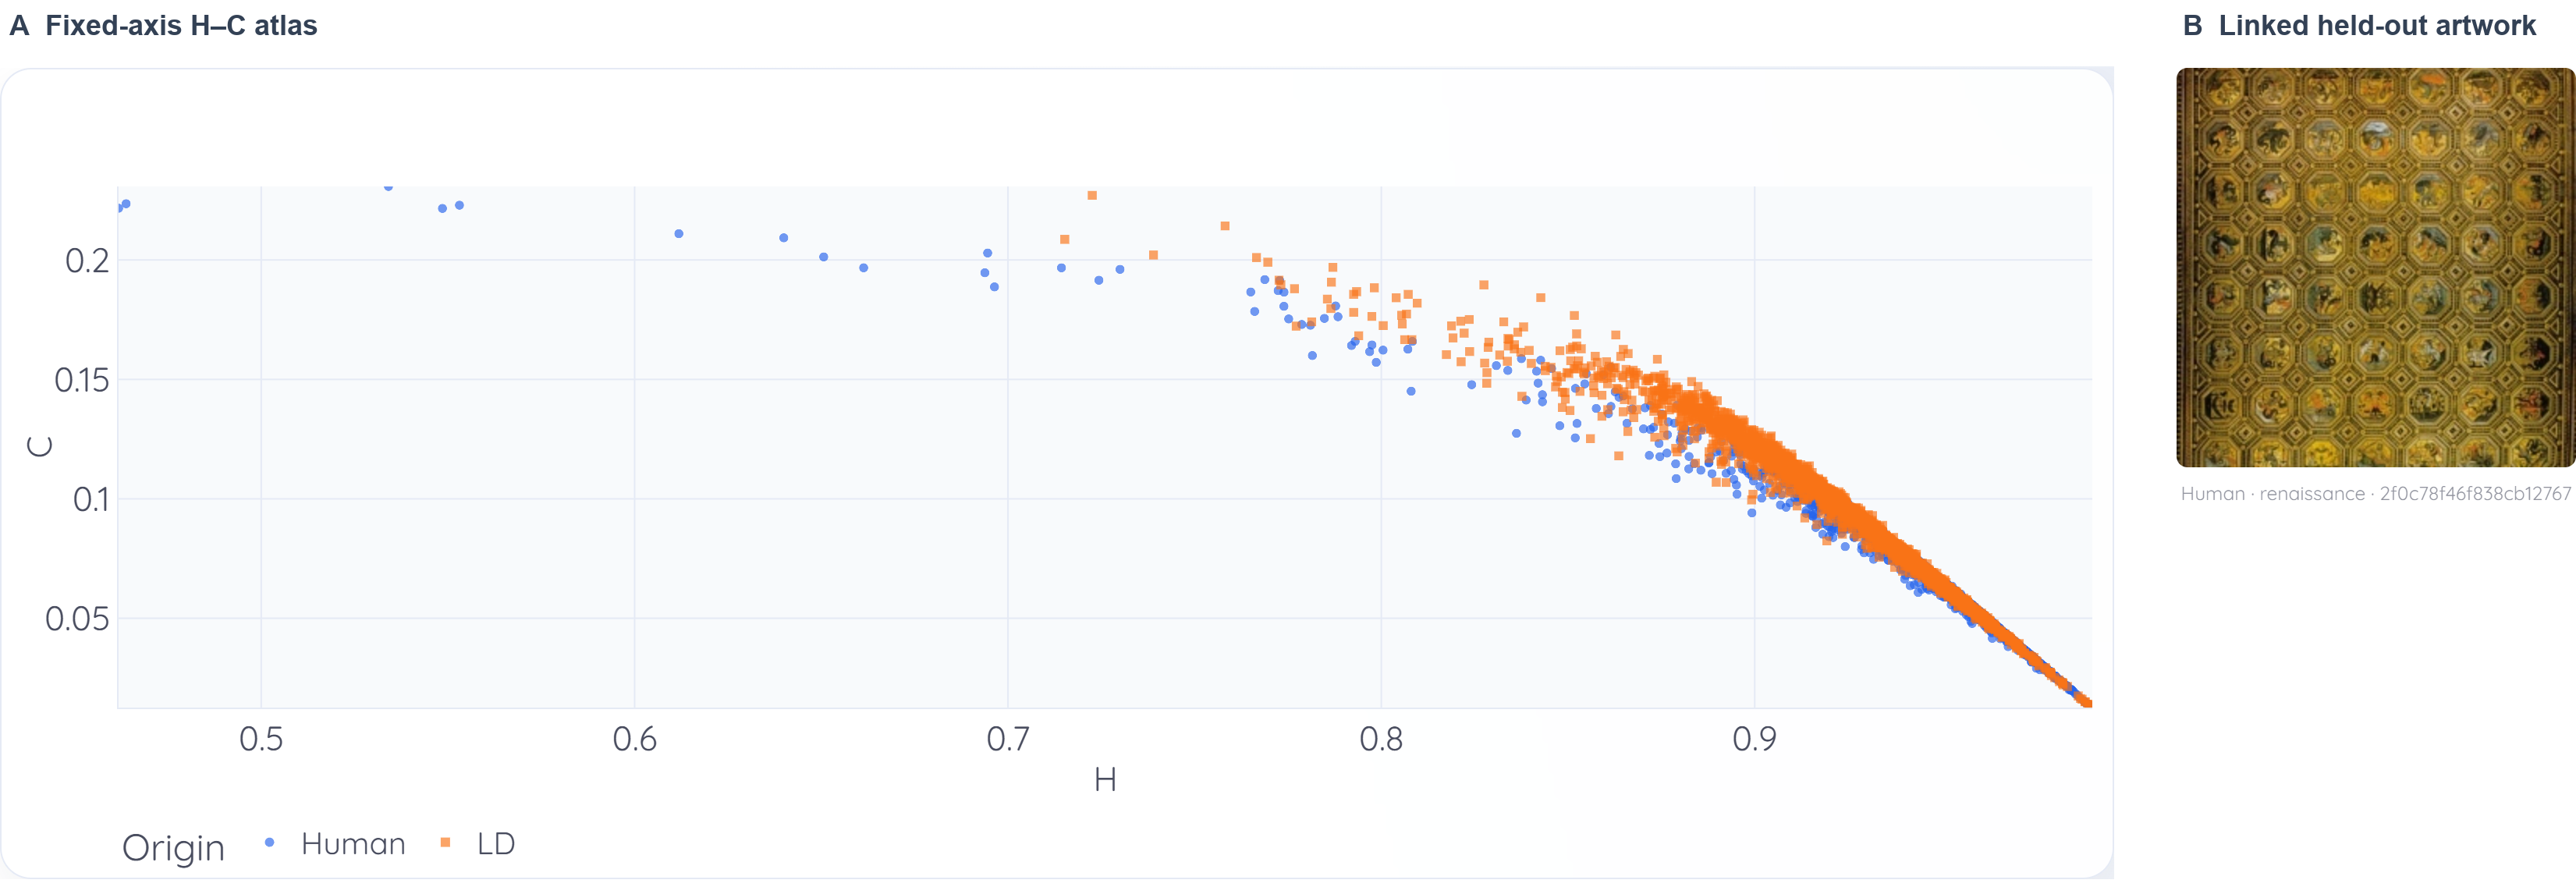 A Fixed-axis H–C atlas
B Linked held-out artwork
C
0.2
0.15
0.1
0.05
0.5 0.6 0.7 0.8 0.9
H
Origin Human LD
Human · renaissance · 2f0c78f46f838cb12767